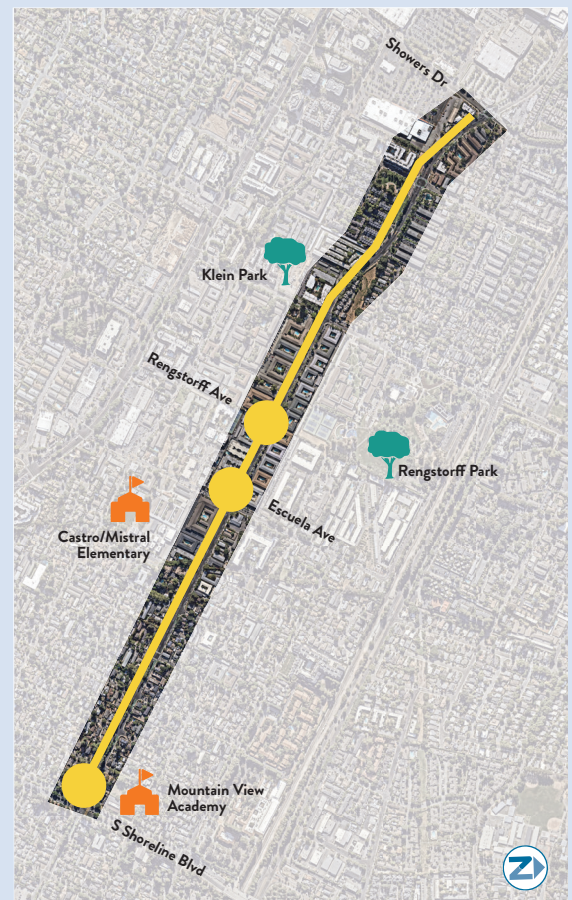 Showers Dr
Klein Park
Rengstorff Ave
Rengstorff Park
Castro/Mistral
Elementary
Escuela Ave
Mountain View
Academy
S Shoreline Blvd
N